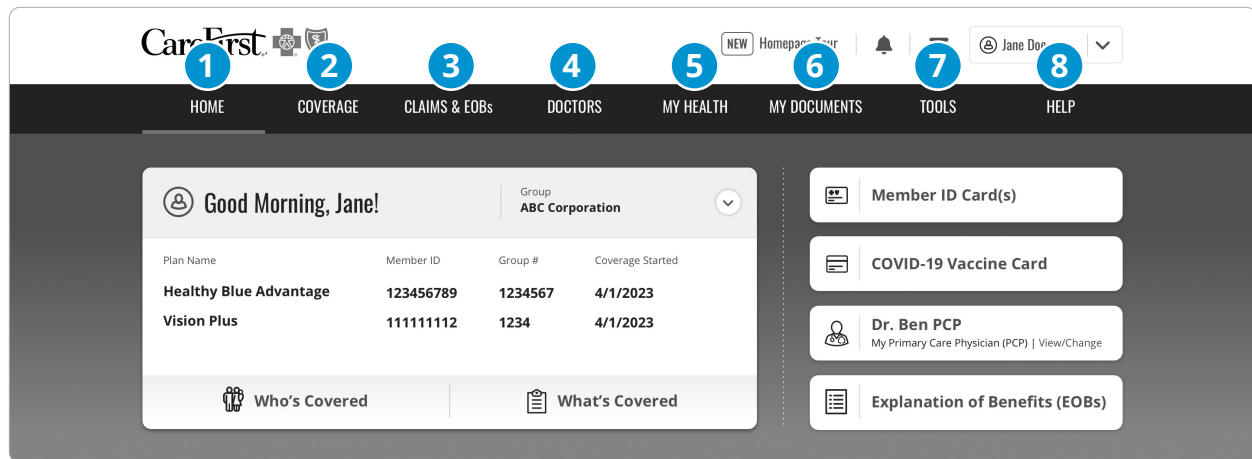 CareFirst
NEW Homepage Tour
Jane Doe
1 2 3 4 5 6 7 8
HOME COVERAGE CLAIMS & EOBs DOCTORS MY HEALTH MY DOCUMENTS TOOLS HELP
Good Morning, Jane!
Group
ABC Corporation
Plan Name Member ID Group # Coverage Started
Healthy Blue Advantage 123456789 1234567 4/1/2023
Vision Plus 111111112 1234 4/1/2023
Who's Covered What's Covered
Member ID Card(s)
COVID-19 Vaccine Card
Dr. Ben PCP
My Primary Care Physician (PCP) | View/Change
Explanation of Benefits (EOBs)